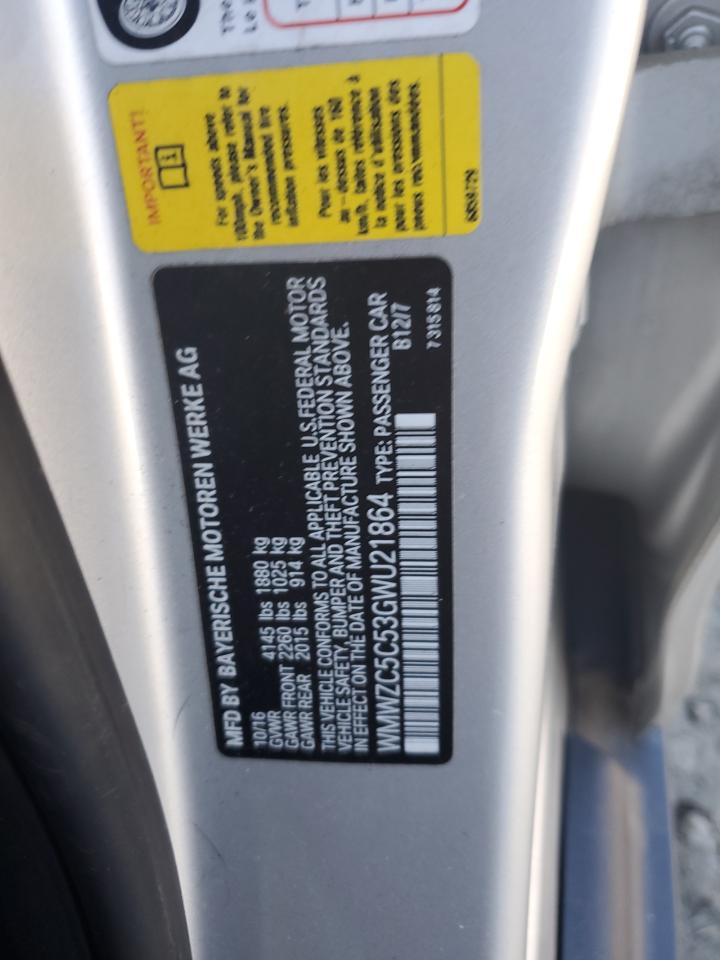 IMPORTANT!
For speeds above
100mph, please refer to
the Owner's Manual for
recommended tire
inflation pressures.
Pour les vitesses
au-dessus de 160
km/h, faites référence à
la notice d'utilisation
pour les pressions des
pneus recommandées.
MFD BY BAYERISCHE MOTOREN WERKE AG
10/16
GVWR 4145 lbs 1880 kg
GAWR FRONT 2260 lbs 1025 kg
GAWR REAR 2015 lbs 914 kg
THIS VEHICLE CONFORMS TO ALL APPLICABLE U.S. FEDERAL MOTOR
VEHICLE SAFETY, BUMPER AND THEFT PREVENTION STANDARDS
IN EFFECT ON THE DATE OF MANUFACTURE SHOWN ABOVE.
WMWZC5C53GWU21864 TYPE: PASSENGER CAR
B12/7
7 315 814